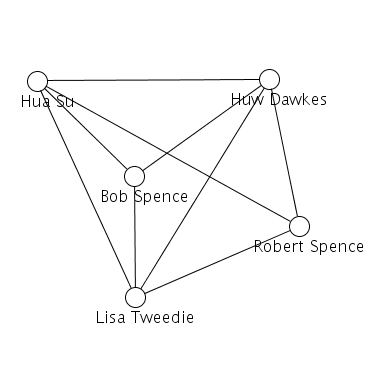 Hua Su
Huw Dawkes
Bob Spence
Robert Spence
Lisa Tweedie